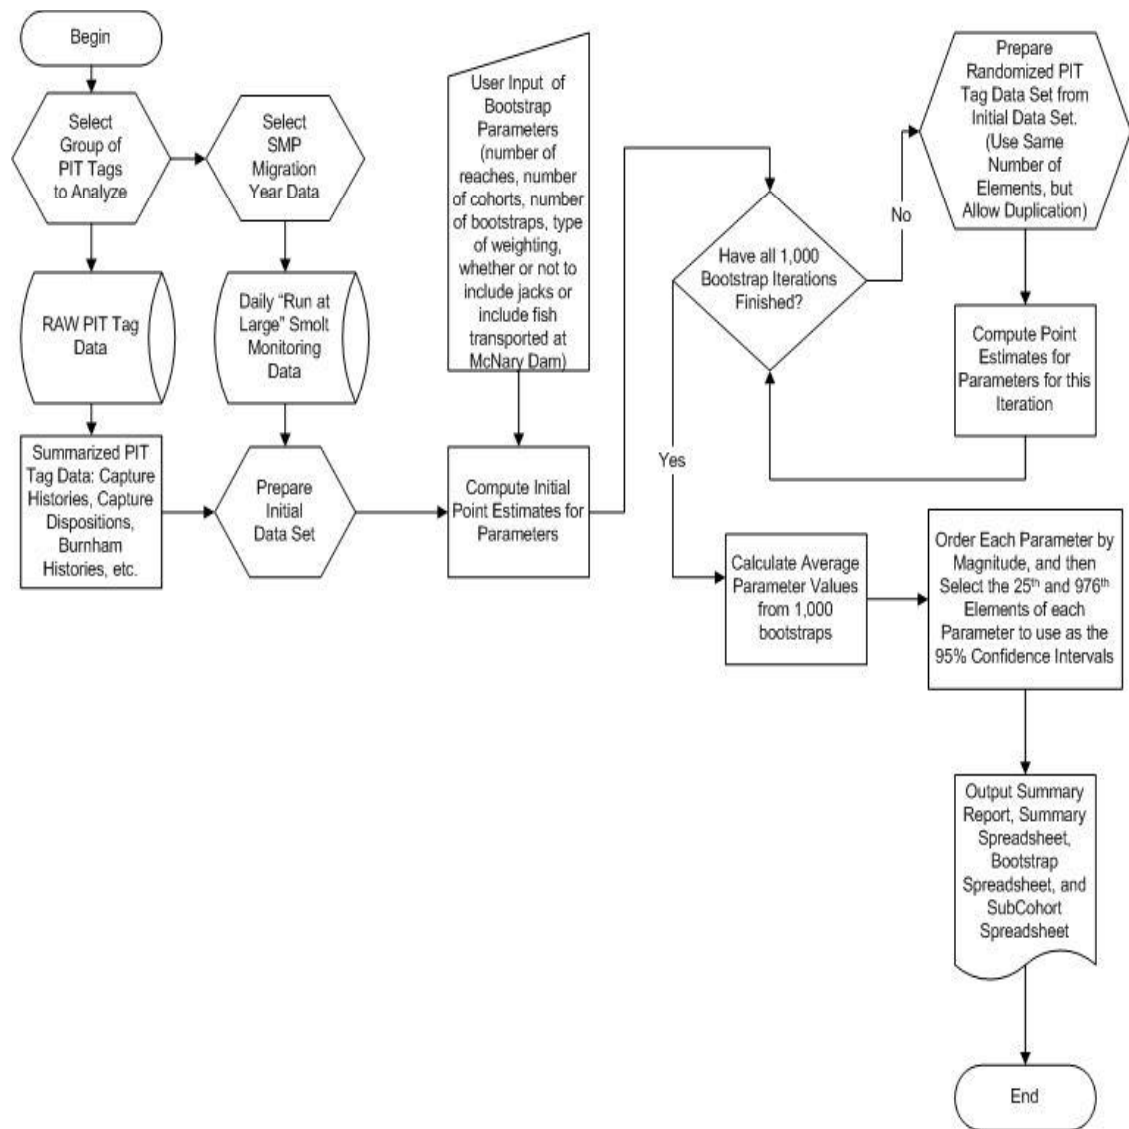 Begin
Select
Group of
PIT Tags
to Analyze
Select
SMP
Migration
Year Data
RAW PIT Tag
Data
Daily “Run at
Large” Smolt
Monitoring
Data
Summarized PIT
Tag Data: Capture
Histories, Capture
Dispositions,
Burnham
Histories, etc.
Prepare
Initial
Data Set
User Input of
Bootstrap
Parameters
(number of
reaches, number
of cohorts, number
of bootstraps, type
of weighting,
whether or not to
include jacks or
include fish
transported at
McNary Dam)
Compute Initial
Point Estimates for
Parameters
Have all 1,000
Bootstrap Iterations
Finished?
No
Prepare
Randomized PIT
Tag Data Set from
Initial Data Set.
(Use Same
Number of
Elements, but
Allow Duplication)
Compute Point
Estimates for
Parameters for this
Iteration
Yes
Calculate Average
Parameter Values
from 1,000
bootstraps
Order Each Parameter by
Magnitude, and then
Select the 25th and 976th
Elements of each
Parameter to use as the
95% Confidence Intervals
Output Summary
Report, Summary
Spreadsheet,
Bootstrap
Spreadsheet, and
SubCohort
Spreadsheet
End